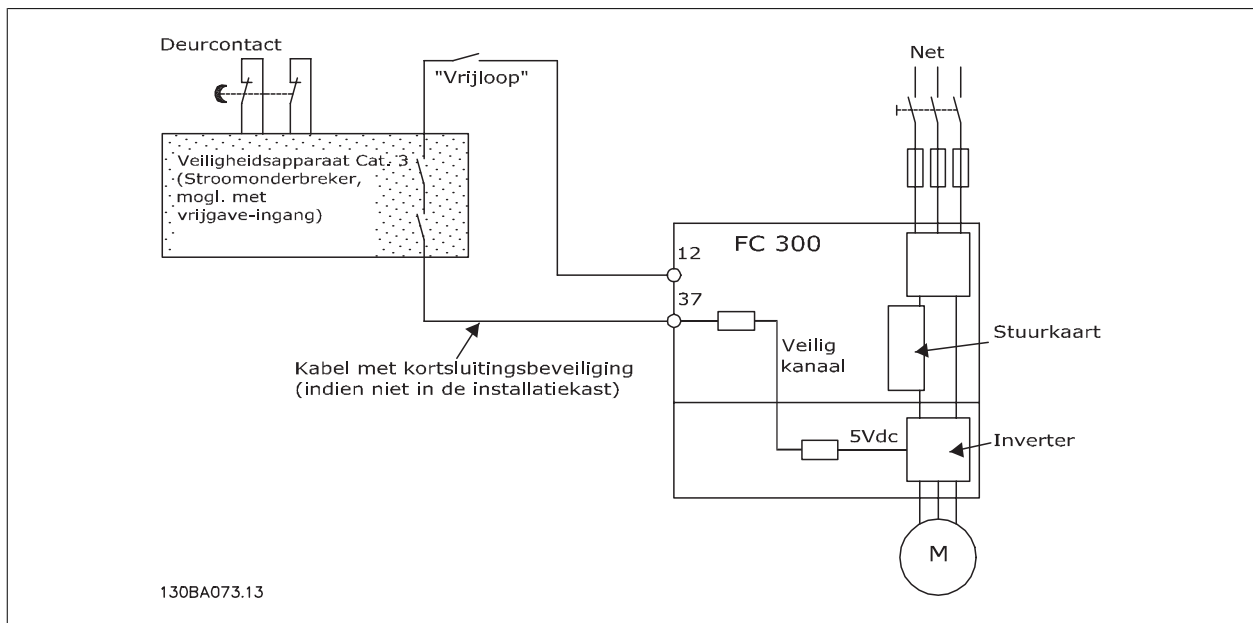 Deurcontact
Net
"Vrijloop"
Veiligheidsapparaat Cat. 3
(Stroomonderbreker,
mogl. met
vrijgave-ingang)
FC 300
12
37
Stuurkaart
Veilig
kanaal
Kabel met kortsluitingsbeveiliging
(indien niet in de installatiekast)
5Vdc
Inverter
M
130BA073.13